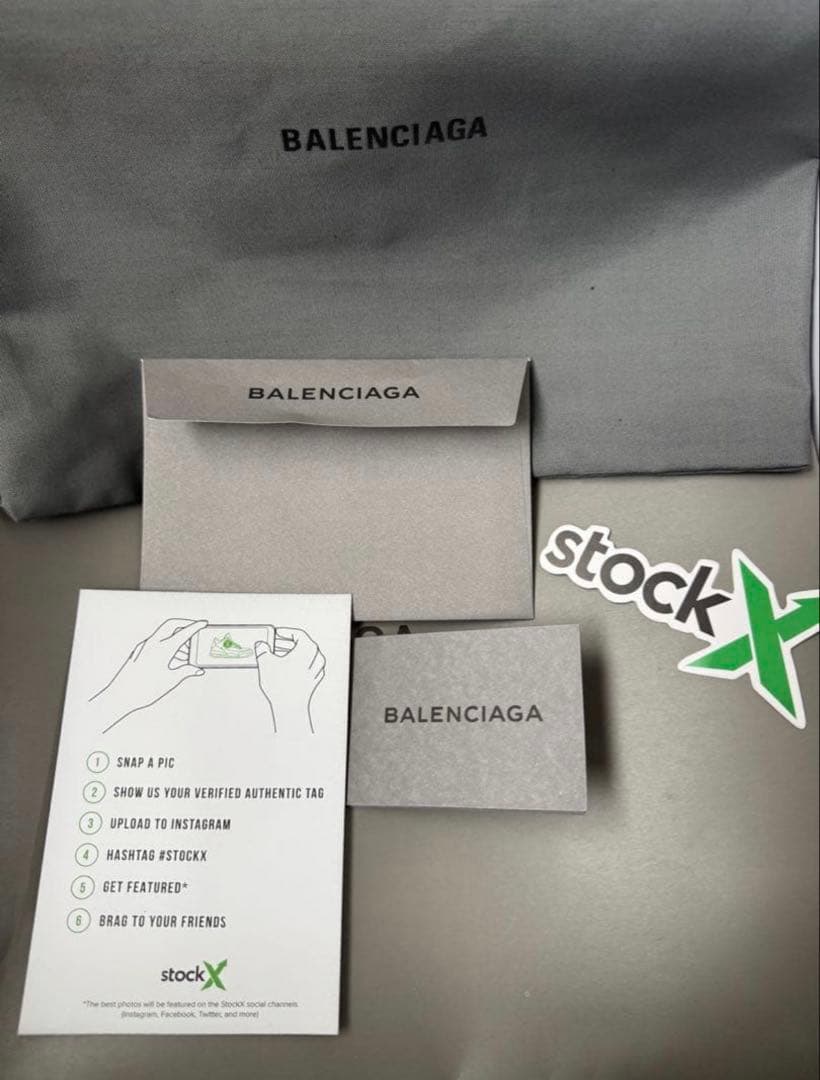 BALENCIAGA
BALENCIAGA
stockX
BALENCIAGA
1 SNAP A PIC
2 SHOW US YOUR VERIFIED AUTHENTIC TAG
3 UPLOAD TO INSTAGRAM
4 HASHTAG #STOCKX
5 GET FEATURED*
6 BRAG TO YOUR FRIENDS
stockX
*The best photos will be featured on the StockX social channels.
(Instagram, Facebook, Twitter, and more)